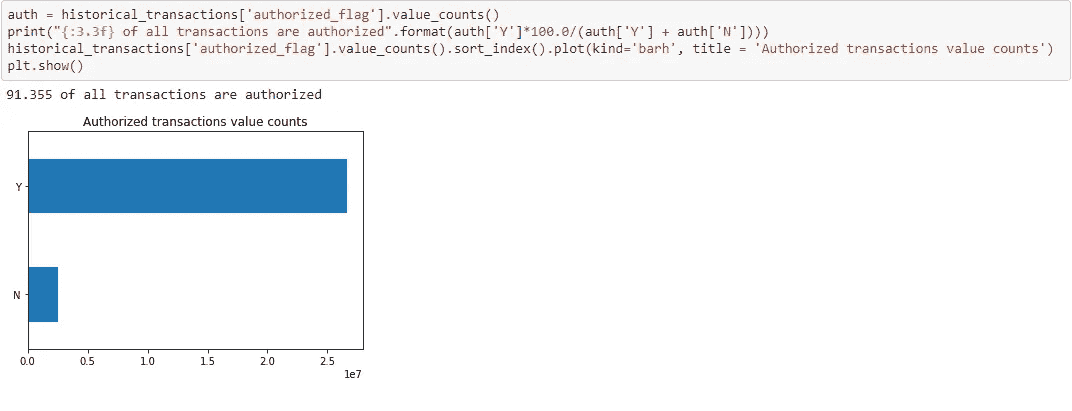 auth = historical_transactions['authorized_flag'].value_counts()
print("{:3.3f} of all transactions are authorized".format(auth['Y']*100.0/(auth['Y'] + auth['N'])))
historical_transactions['authorized_flag'].value_counts().sort_index().plot(kind='barh', title = 'Authorized transactions value counts')
plt.show()
91.355 of all transactions are authorized
Authorized transactions value counts
Y
N
0.0 0.5 1.0 1.5 2.0 2.5
1e7